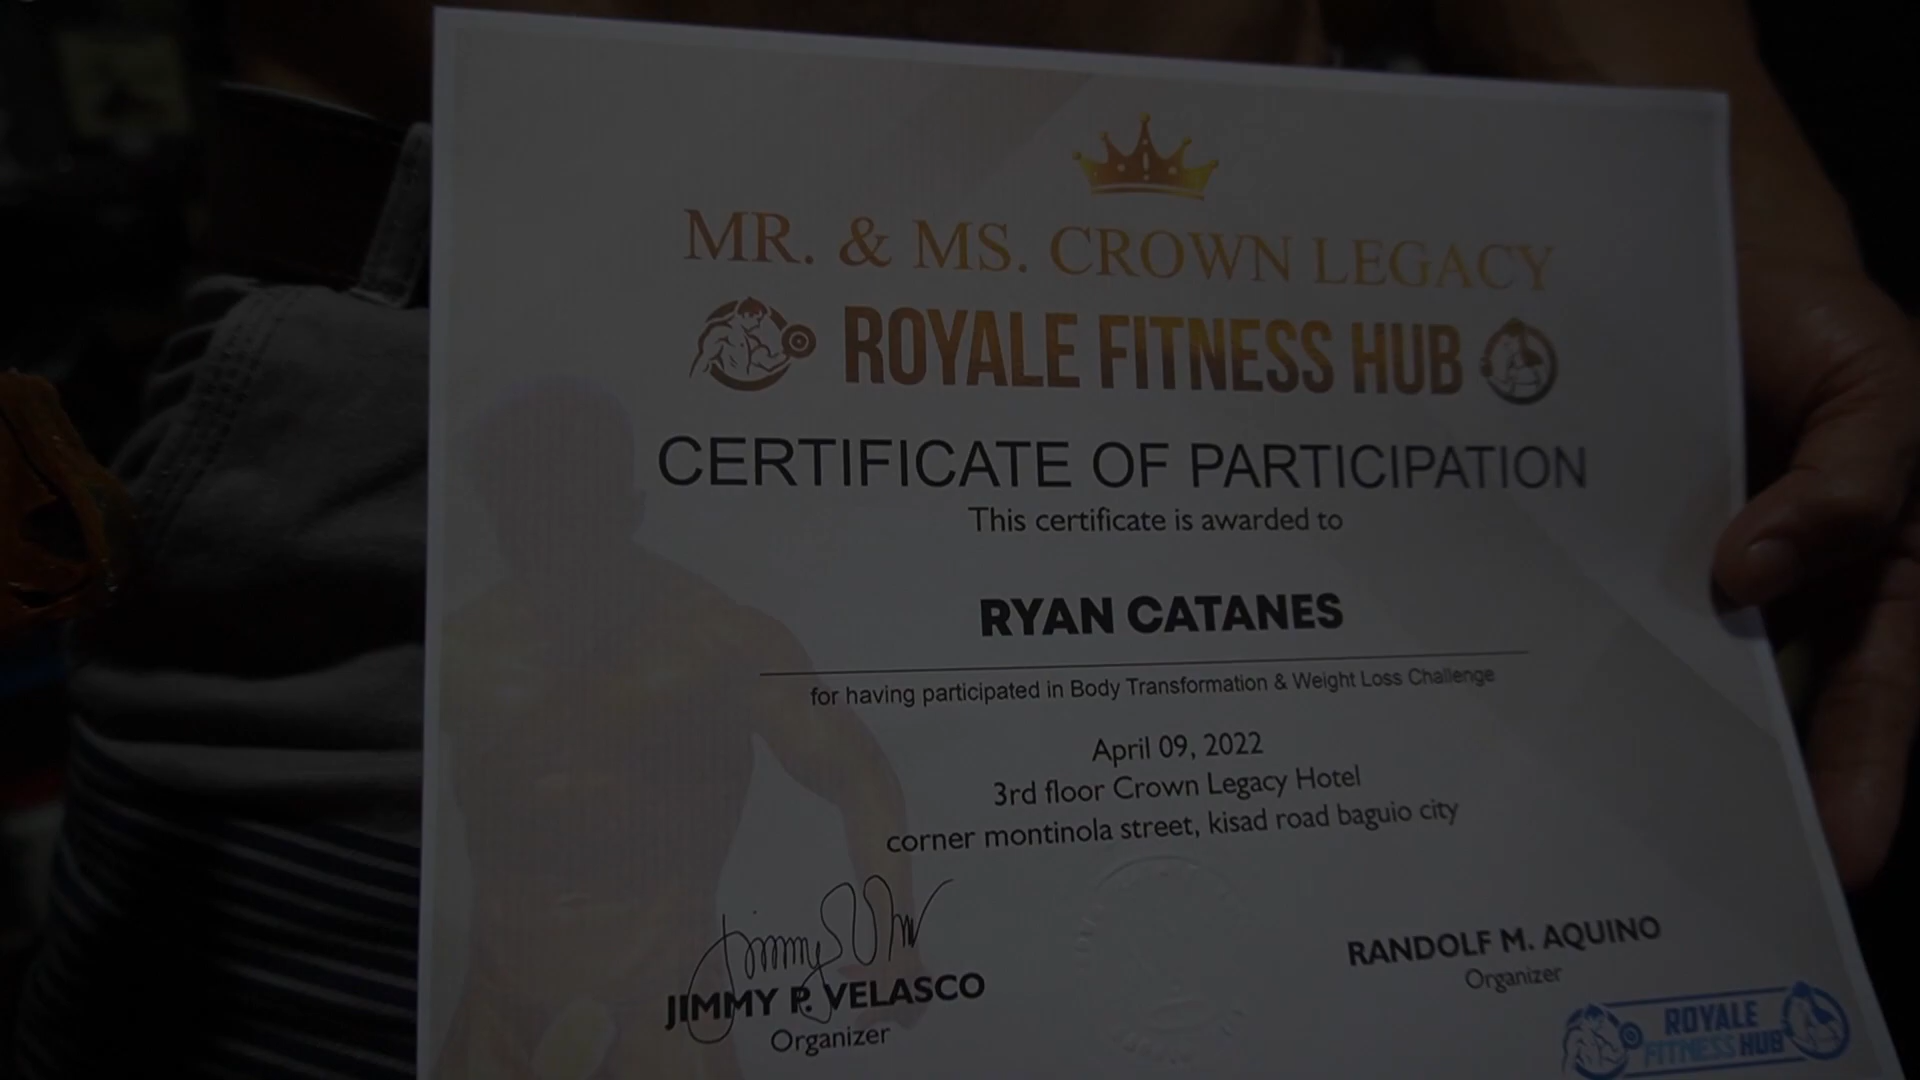 MR. & MS. CROWN LEGACY
ROYALE FITNESS HUB
CERTIFICATE OF PARTICIPATION
This certificate is awarded to
RYAN CATANES
for having participated in Body Transformation & Weight Loss Challenge
April 09, 2022
3rd floor Crown Legacy Hotel
corner montinola street, kisad road baguio city
JIMMY P. VELASCO
Organizer
RANDOLF M. AQUINO
Organizer
ROYALE
FITNESS HUB